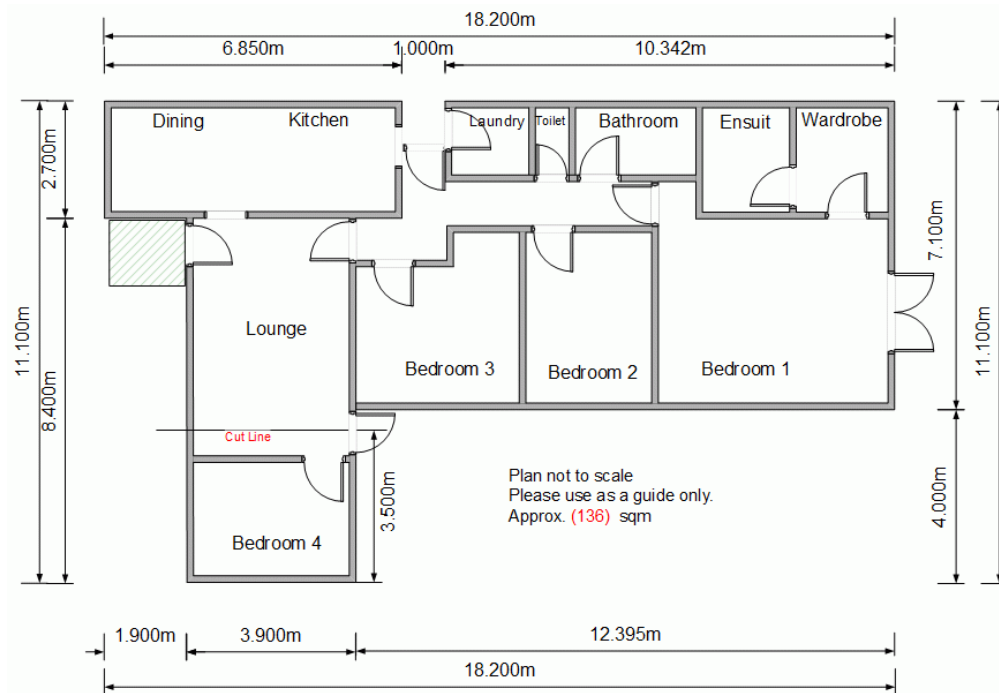 18.200m
6.850m
1.000m
10.342m
Dining
Kitchen
Laundry
Toilet
Bathroom
Ensuit
Wardrobe
2.700m
7.100m
11.100m
8.400m
11.100m
Lounge
Bedroom 3
Bedroom 2
Bedroom 1
Cut Line
3.500m
4.000m
Plan not to scale
Please use as a guide only.
Approx. (136) sqm
Bedroom 4
1.900m
3.900m
12.395m
18.200m